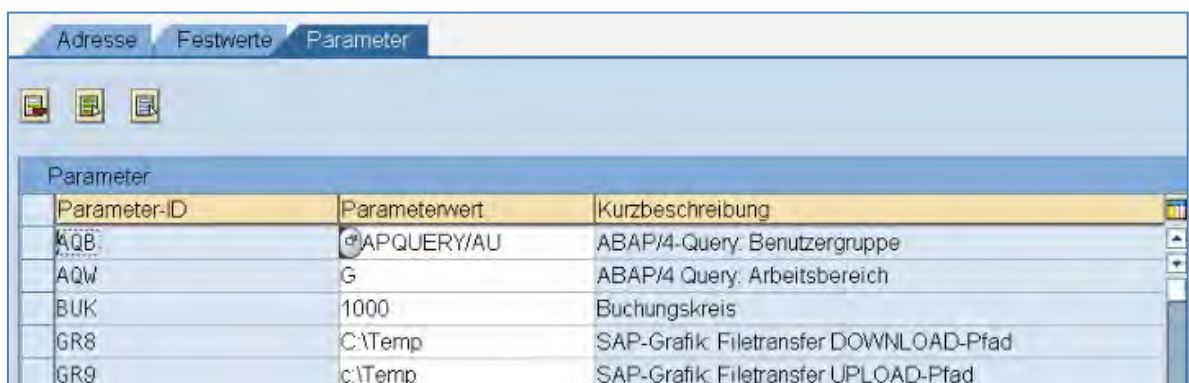 Adresse Festwerte Parameter
Parameter
Parameter-ID Parameterwert Kurzbeschreibung
AQB APQUERY/AU ABAP/4-Query: Benutzergruppe
AQW G ABAP/4 Query: Arbeitsbereich
BUK 1000 Buchungskreis
GR8 C:\Temp SAP-Grafik: Filetransfer DOWNLOAD-Pfad
GR9 c:\Temp SAP-Grafik: Filetransfer UPLOAD-Pfad